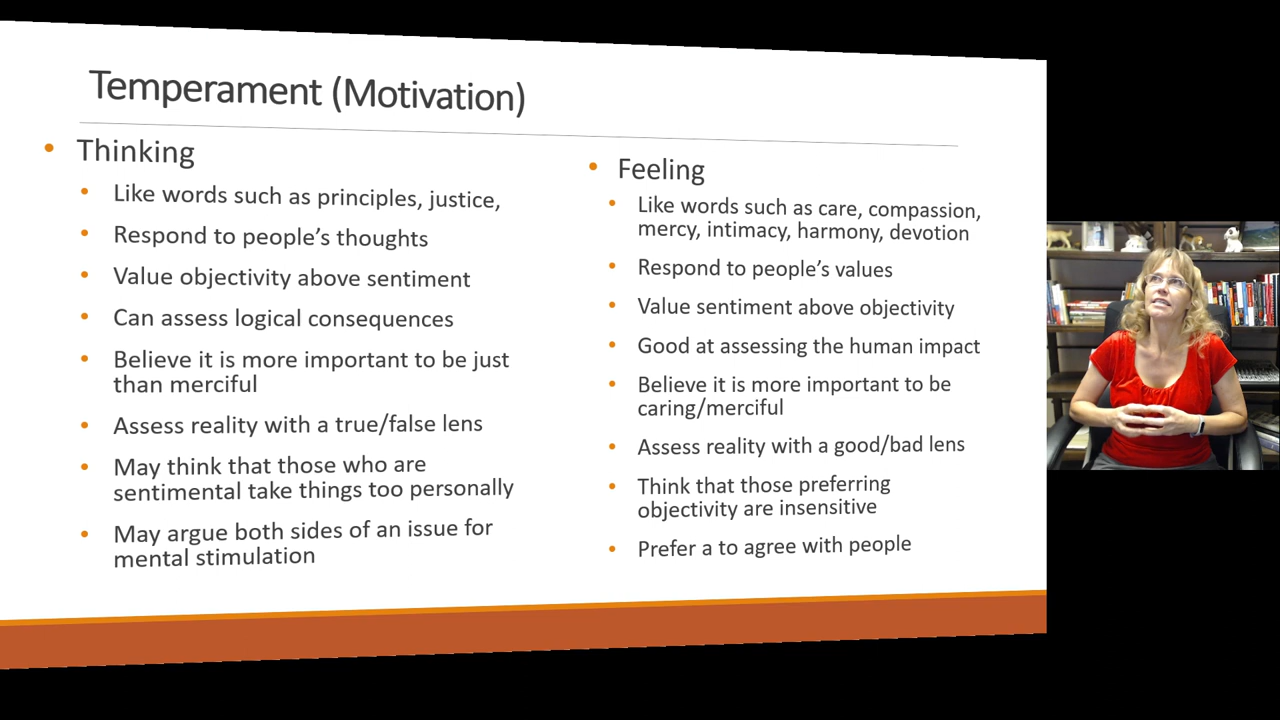 Temperament (Motivation)
• Thinking
• Like words such as principles, justice,
• Respond to people’s thoughts
• Value objectivity above sentiment
• Can assess logical consequences
• Believe it is more important to be just
than merciful
• Assess reality with a true/false lens
• May think that those who are
sentimental take things too personally
• May argue both sides of an issue for
mental stimulation
• Feeling
• Like words such as care, compassion,
mercy, intimacy, harmony, devotion
• Respond to people’s values
• Value sentiment above objectivity
• Good at assessing the human impact
• Believe it is more important to be
caring/merciful
• Assess reality with a good/bad lens
• Think that those preferring
objectivity are insensitive
• Prefer a to agree with people